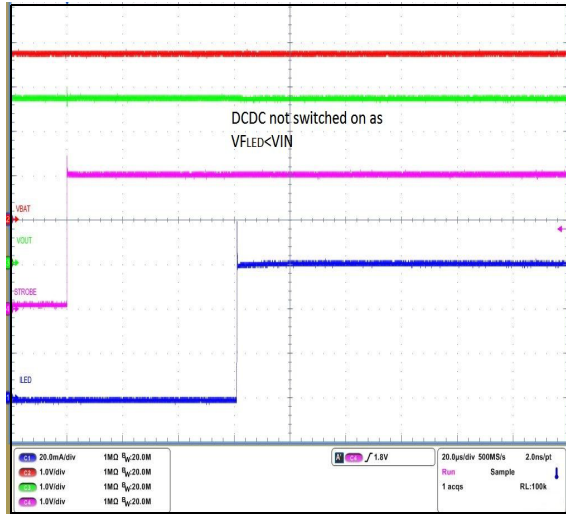 DCDC not switched on as
VFLED<VIN
VBAT
VOUT
STROBE
ILED
C1 20.0mA/div 1MΩ BW:20.0M
C2 1.0V/div 1MΩ BW:20.0M
C3 1.0V/div 1MΩ BW:20.0M
C4 1.0V/div 1MΩ BW:20.0M
A' C4 1.8V
20.0µs/div 500MS/s 2.0ns/pt
Run Sample
1 acqs RL:100k